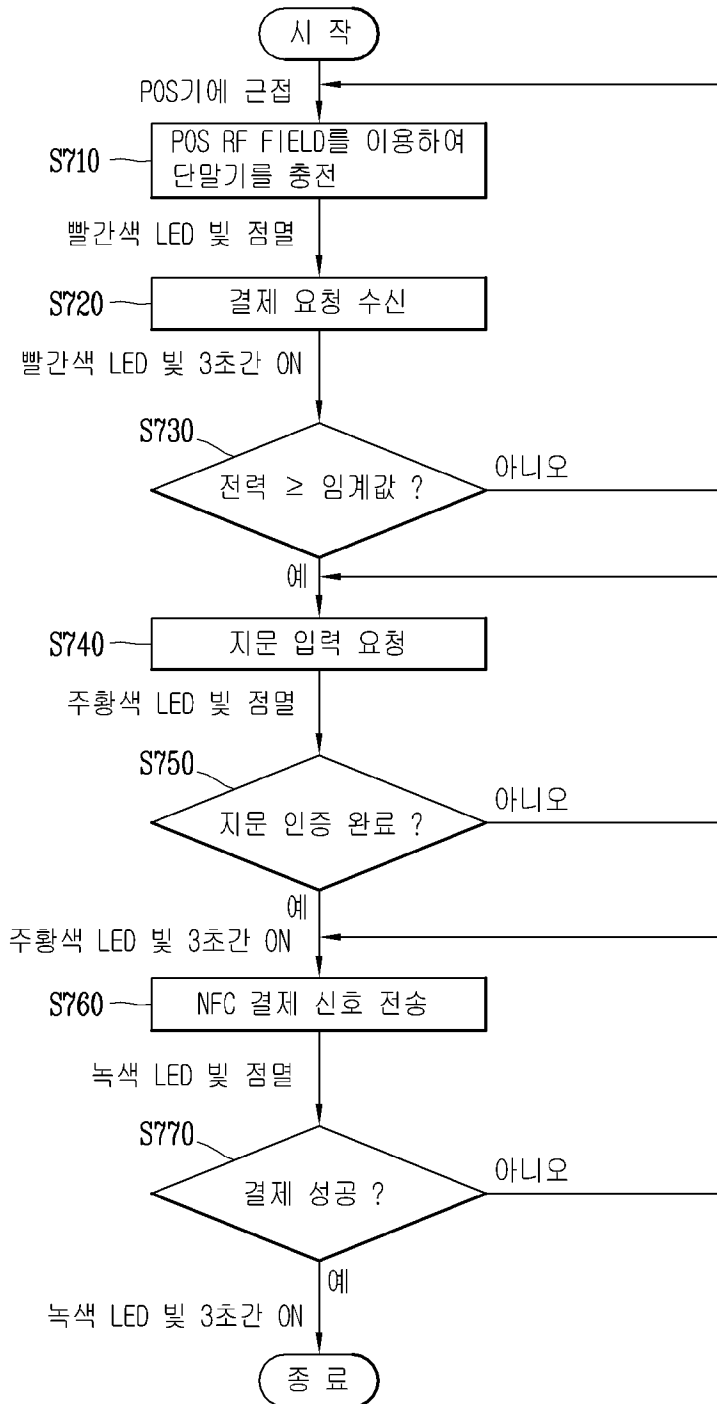 시 작
POS기에 근접
S710
POS RF FIELD를 이용하여
단말기를 충전
빨간색 LED 빛 점멸
S720
결제 요청 수신
빨간색 LED 빛 3초간 ON
S730
전력 ≥ 임계값 ?
아니오
예
S740
지문 입력 요청
주황색 LED 빛 점멸
S750
지문 인증 완료 ?
아니오
예
주황색 LED 빛 3초간 ON
S760
NFC 결제 신호 전송
녹색 LED 빛 점멸
S770
결제 성공 ?
아니오
예
녹색 LED 빛 3초간 ON
종 료